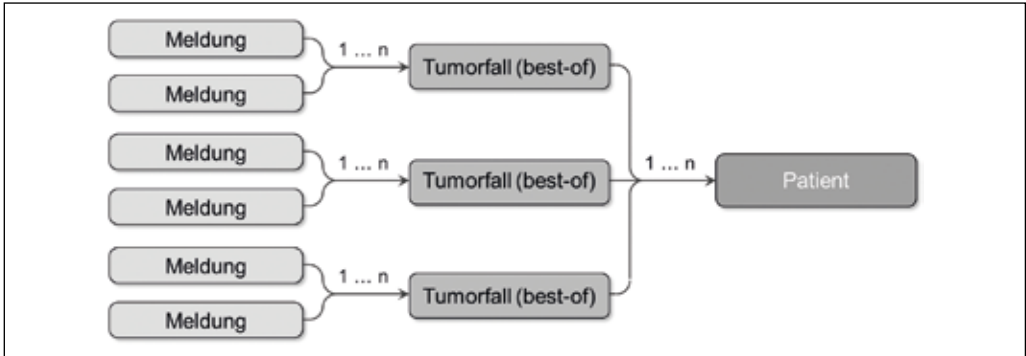 Meldung
1 ... n
Tumorfall (best-of)
Meldung
Meldung
1 ... n
Tumorfall (best-of)
1 ... n
Patient
Meldung
Meldung
1 ... n
Tumorfall (best-of)
Meldung